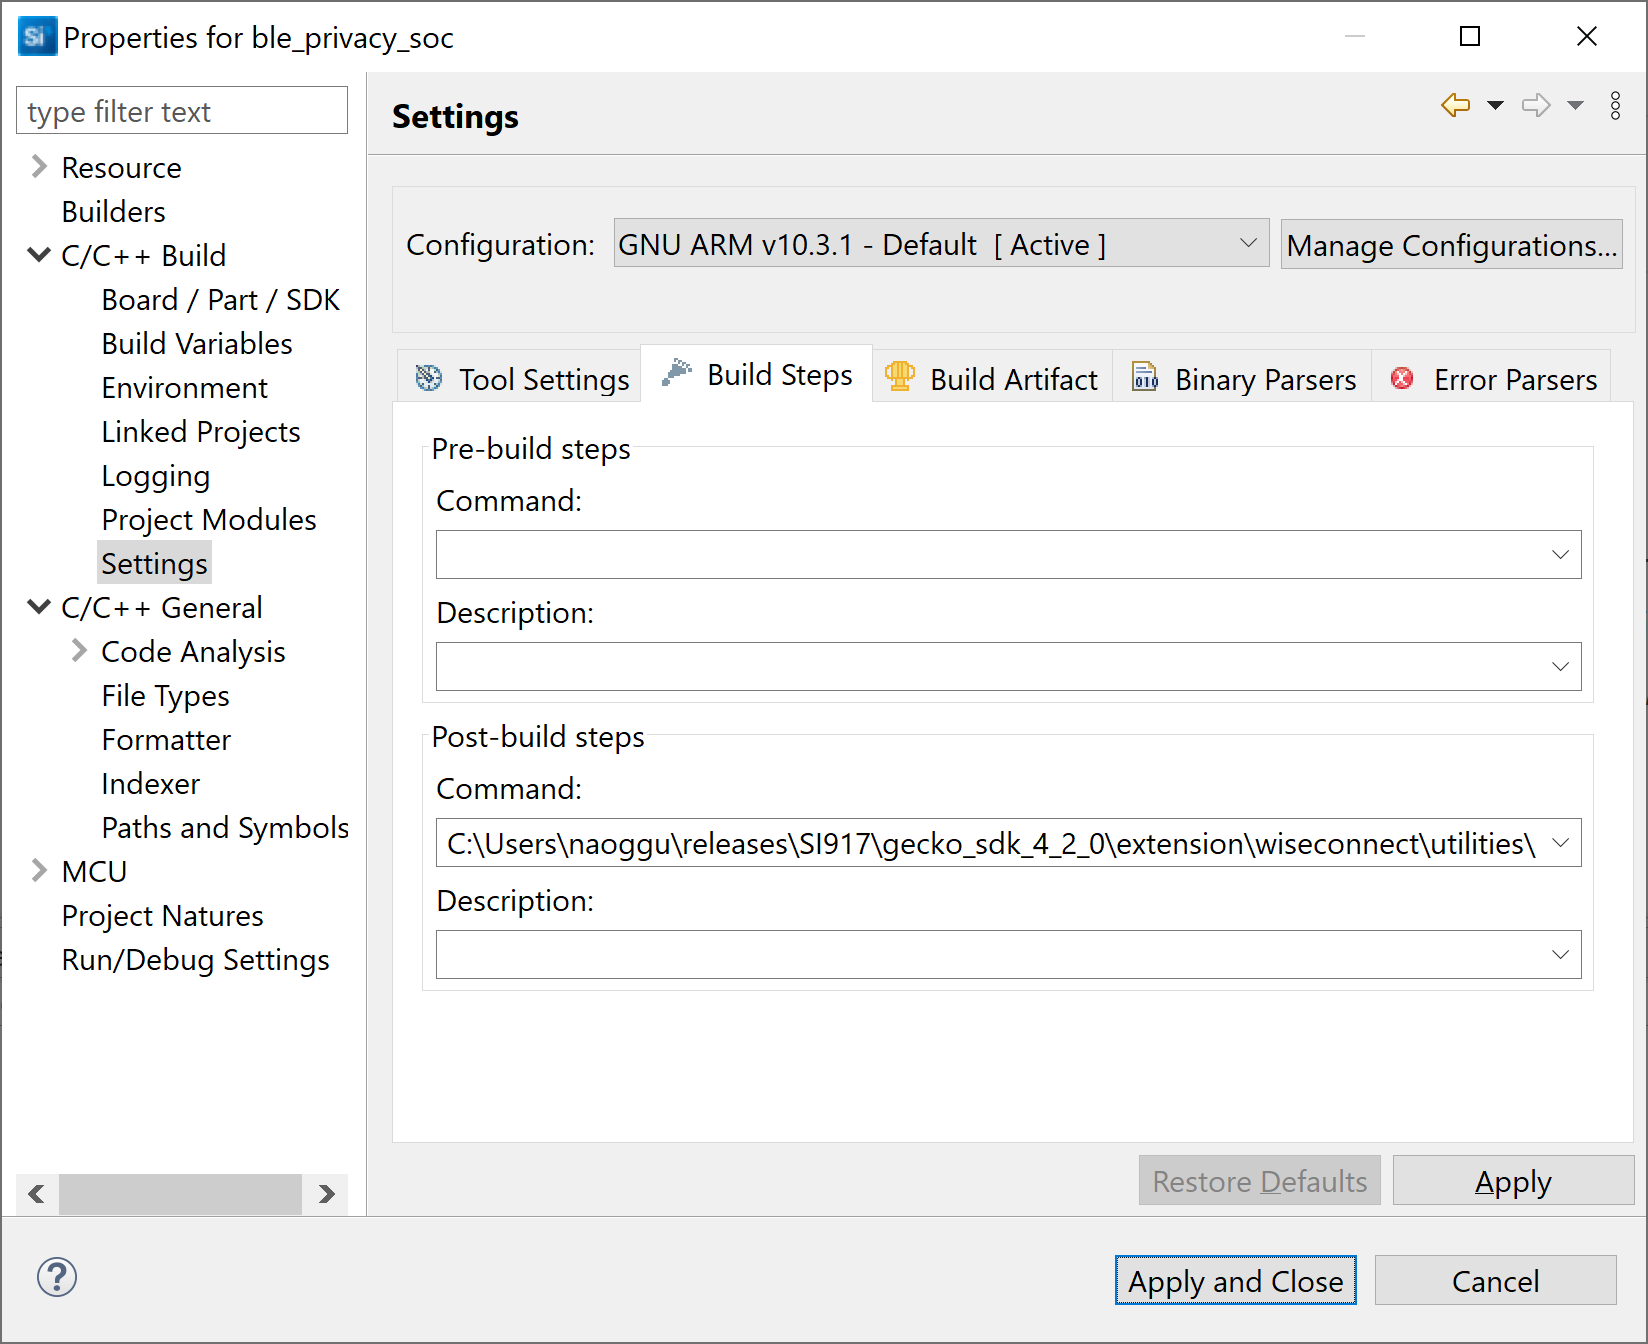 Si Properties for ble_privacy_soc
type filter text
Resource
Builders
C/C++ Build
Board / Part / SDK
Build Variables
Environment
Linked Projects
Logging
Project Modules
Settings
C/C++ General
Code Analysis
File Types
Formatter
Indexer
Paths and Symbols
MCU
Project Natures
Run/Debug Settings
Settings
Configuration: GNU ARM v10.3.1 - Default [ Active ] Manage Configurations...
Tool Settings Build Steps Build Artifact 010 Binary Parsers Error Parsers
Pre-build steps
Command:
Description:
Post-build steps
Command:
C:\Users\naoggu\releases\SI917\gecko_sdk_4_2_0\extension\wiseconnect\utilities\
Description:
Restore Defaults Apply
? Apply and Close Cancel